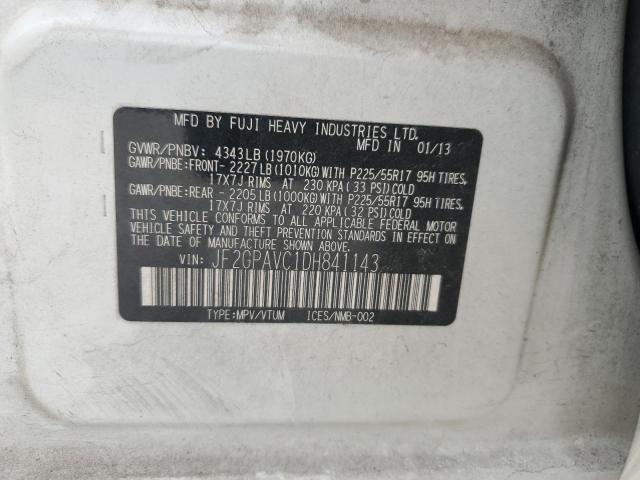 MFD BY FUJI HEAVY INDUSTRIES LTD.
MFD IN 01/13
GVWR/PNBV: 4343LB(1970KG)
GAWR/PNBE:FRONT- 2227LB(1010KG)WITH P225/55R17 95H TIRES,
17X7J RIMS AT 230 KPA(33 PSI)COLD
GAWR/PNBE:REAR - 2205LB(1000KG)WITH P225/55R17 95H TIRES,
17X7J RIMS AT 220 KPA(32 PSI)COLD
THIS VEHICLE CONFORMS TO ALL APPLICABLE FEDERAL MOTOR
VEHICLE SAFETY AND THEFT PREVENTION STANDARDS IN EFFECT ON
THE DATE OF MANUFACTURE SHOWN ABOVE.
VIN: JF2GPAVC1DH841143
TYPE:MPV/VTUM ICES/NMB-002